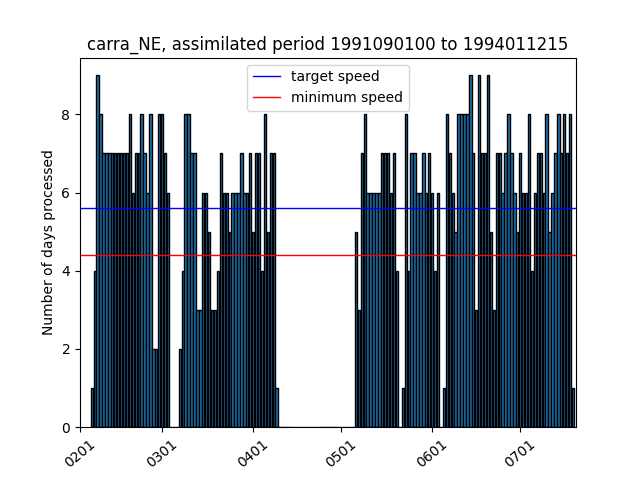 carra_NE, assimilated period 1991090100 to 1994011215
target speed
minimum speed
Number of days processed
8
6
4
2
0
0201
0301
0401
0501
0601
0701